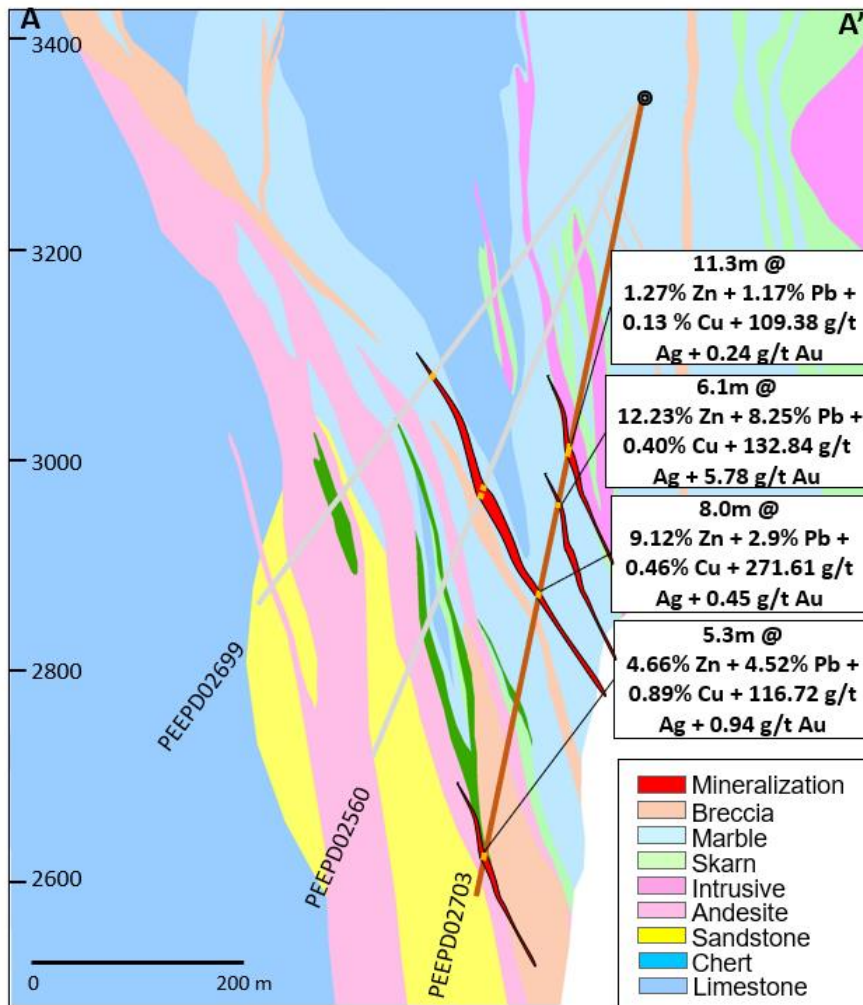 A
A'
3400
3200
3000
2800
2600
11.3m @
1.27% Zn + 1.17% Pb +
0.13 % Cu + 109.38 g/t
Ag + 0.24 g/t Au
6.1m @
12.23% Zn + 8.25% Pb +
0.40% Cu + 132.84 g/t
Ag + 5.78 g/t Au
8.0m @
9.12% Zn + 2.9% Pb +
0.46% Cu + 271.61 g/t
Ag + 0.45 g/t Au
5.3m @
4.66% Zn + 4.52% Pb +
0.89% Cu + 116.72 g/t
Ag + 0.94 g/t Au
PEEPD02699
PEEPD02560
PEEPD02703
Mineralization
Breccia
Marble
Skarn
Intrusive
Andesite
Sandstone
Chert
Limestone
0 200 m